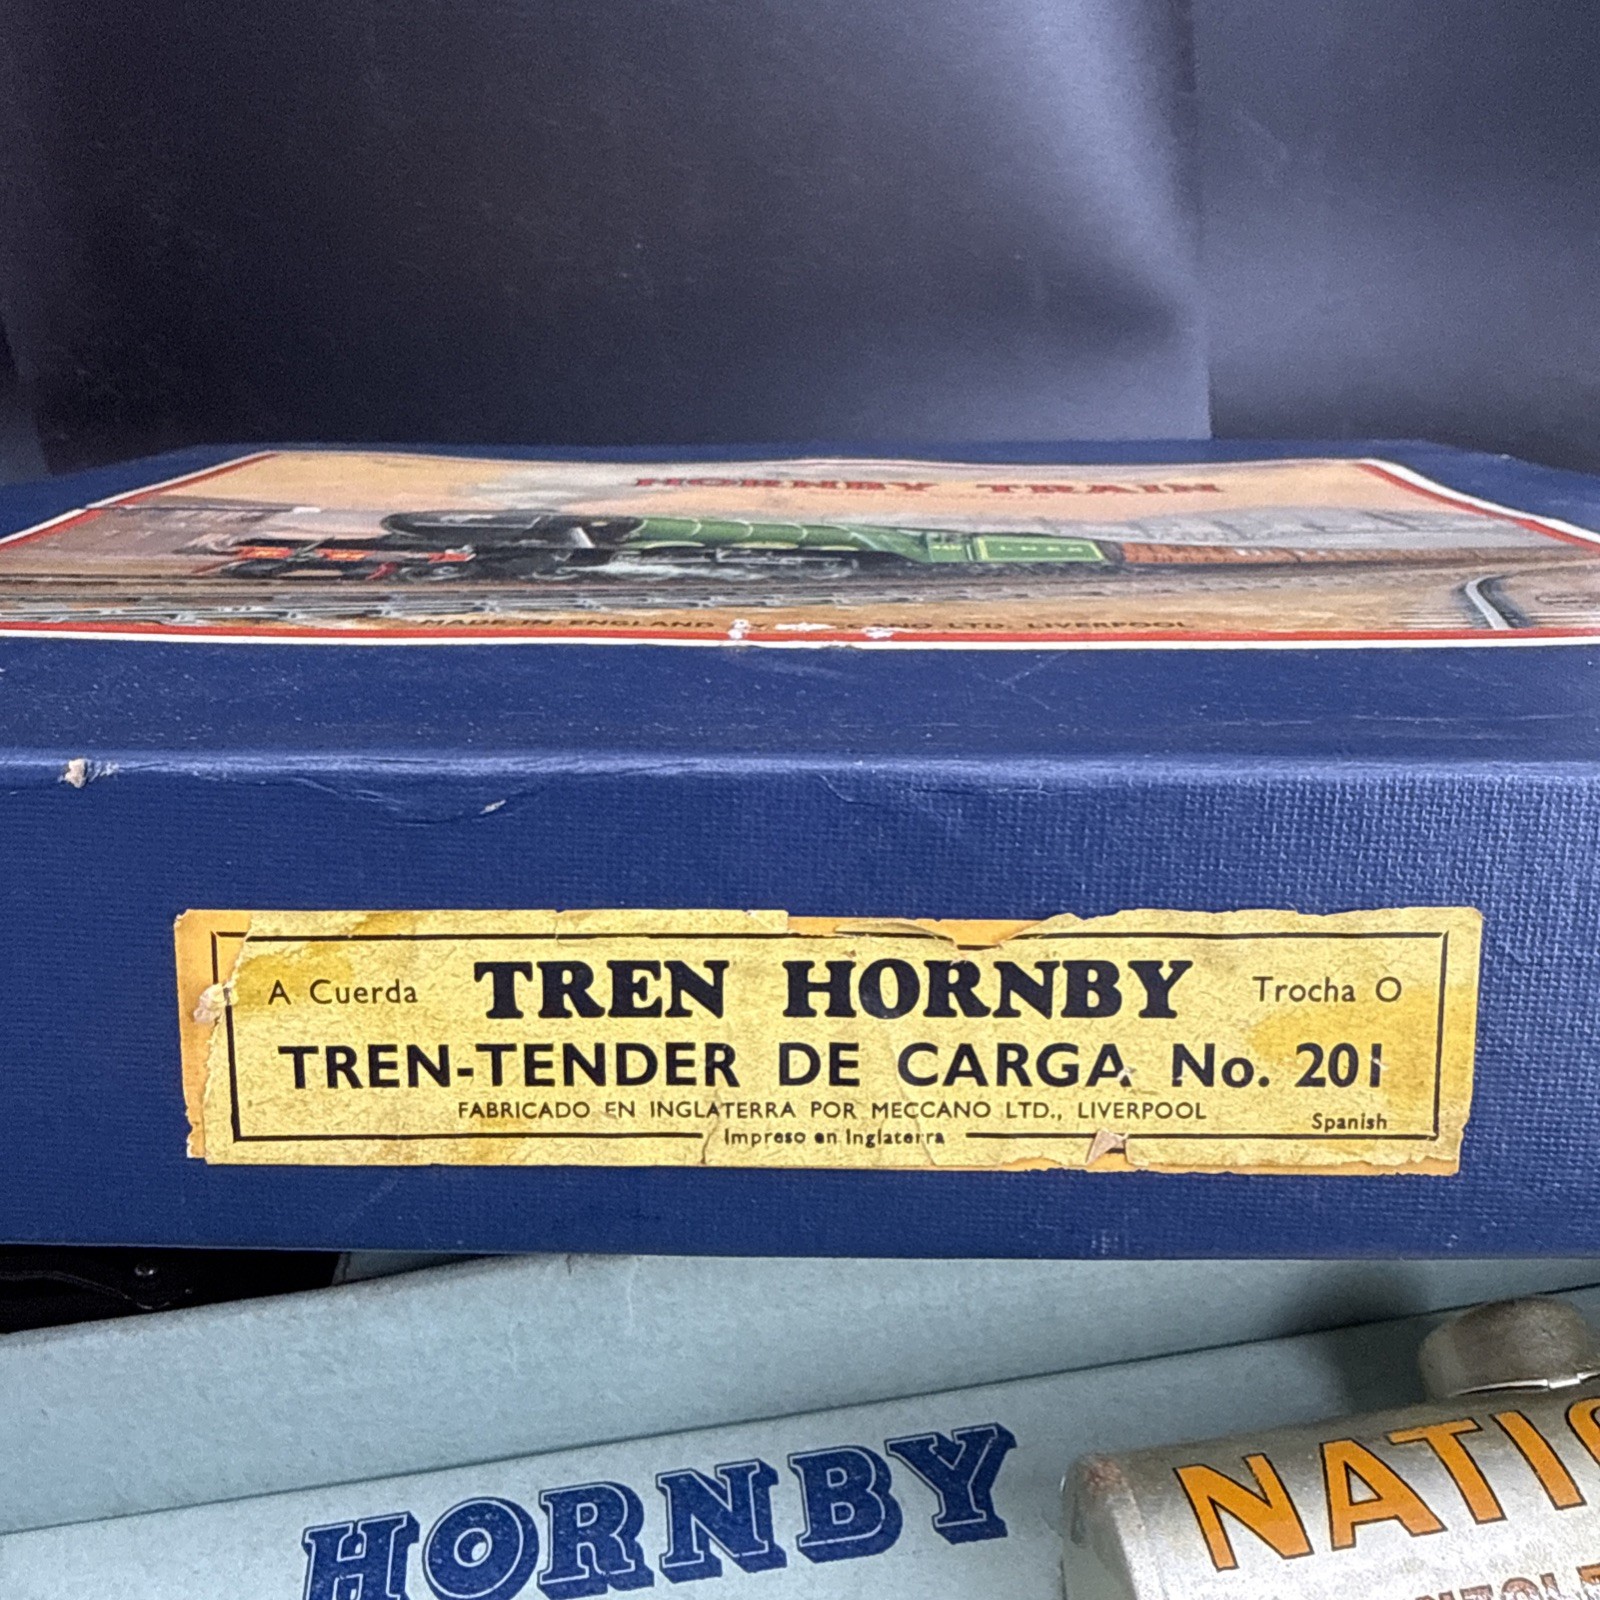 HORNBY TRAIN
L N E R
MADE IN ENGLAND BY MECCANO LTD. LIVERPOOL
A Cuerda TREN HORNBY Trocha O
TREN-TENDER DE CARGA No. 201
FABRICADO EN INGLATERRA POR MECCANO LTD., LIVERPOOL
Spanish
Impreso en Inglaterra
HORNBY
NATI